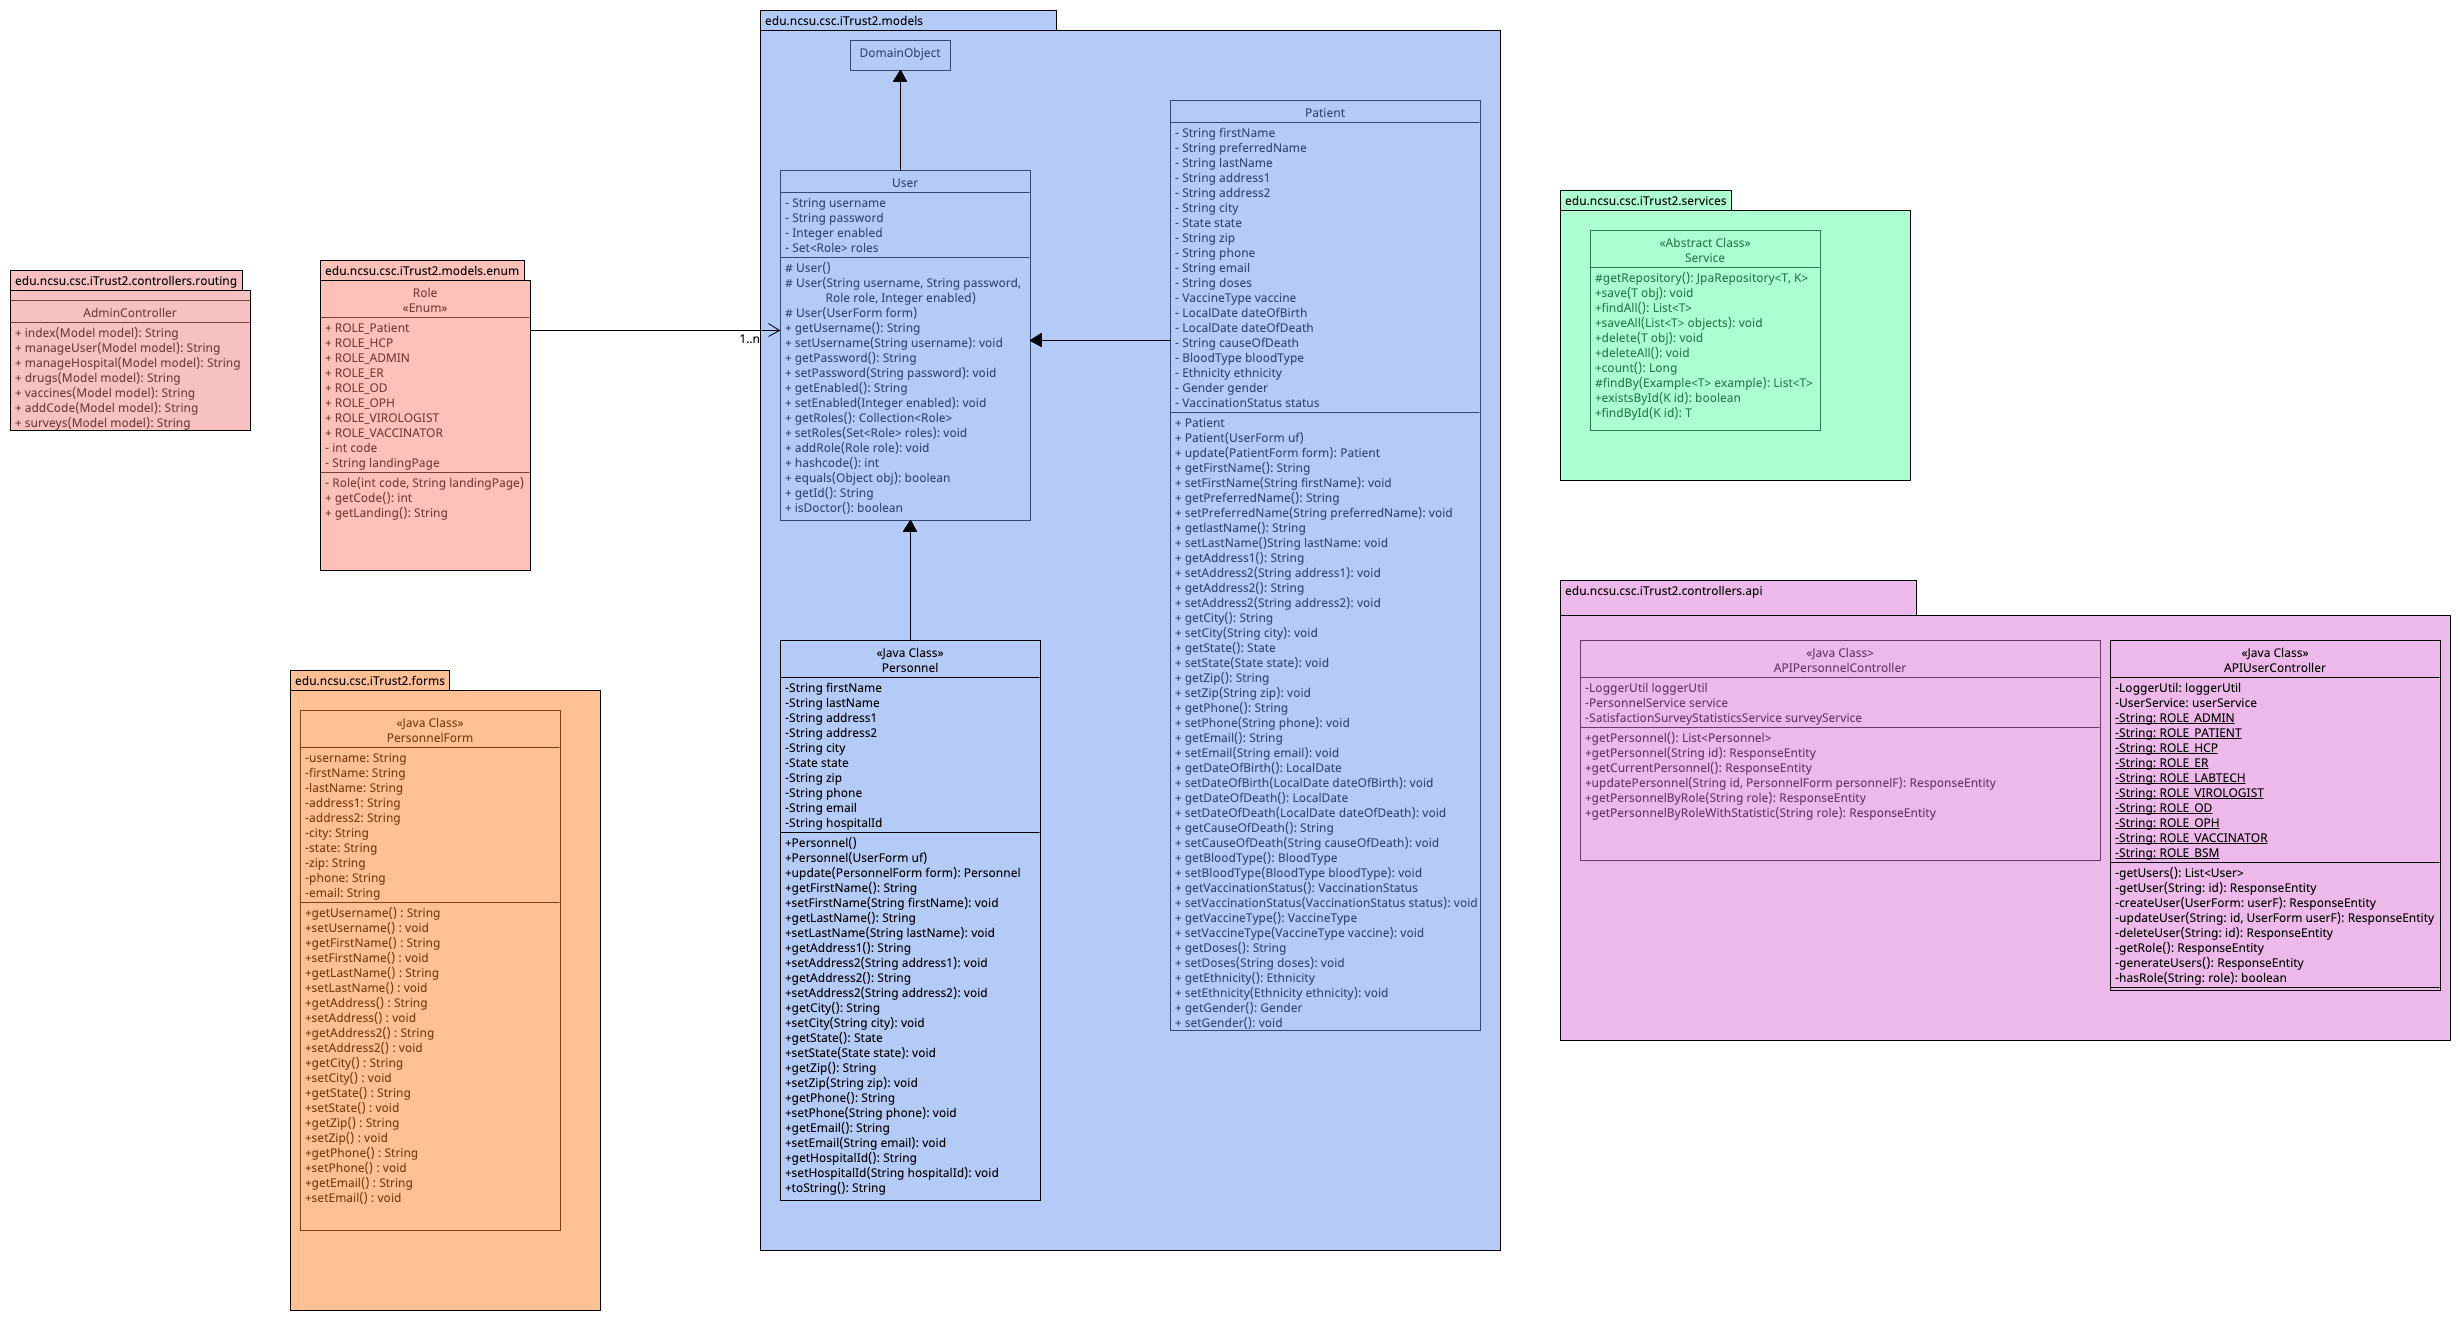 edu.ncsu.csc.iTrust2.controllers.routing
AdminController
+ index(Model model): String
+ manageUser(Model model): String
+ manageHospital(Model model): String
+ drugs(Model model): String
+ vaccines(Model model): String
+ addCode(Model model): String
+ surveys(Model model): String
edu.ncsu.csc.iTrust2.models.enum
Role
«Enum»
+ ROLE_Patient
+ ROLE_HCP
+ ROLE_ADMIN
+ ROLE_ER
+ ROLE_OD
+ ROLE_OPH
+ ROLE_VIROLOGIST
+ ROLE_VACCINATOR
- int code
- String landingPage
- Role(int code, String landingPage)
+ getCode(): int
+ getLanding(): String
edu.ncsu.csc.iTrust2.forms
«Java Class»
PersonnelForm
-username: String
-firstName: String
-lastName: String
-address1: String
-address2: String
-city: String
-state: String
-zip: String
-phone: String
-email: String
+getUsername() : String
+setUsername() : void
+getFirstName() : String
+setFirstName() : void
+getLastName() : String
+setLastName() : void
+getAddress() : String
+setAddress() : void
+getAddress2() : String
+setAddress2() : void
+getCity() : String
+setCity() : void
+getState() : String
+setState() : void
+getZip() : String
+setZip() : void
+getPhone() : String
+setPhone() : void
+getEmail() : String
+setEmail() : void
edu.ncsu.csc.iTrust2.models
DomainObject
User
- String username
- String password
- Integer enabled
- Set<Role> roles
# User()
# User(String username, String password,
Role role, Integer enabled)
# User(UserForm form)
+ getUsername(): String
+ setUsername(String username): void
+ getPassword(): String
+ setPassword(String password): void
+ getEnabled(): String
+ setEnabled(Integer enabled): void
+ getRoles(): Collection<Role>
+ setRoles(Set<Role> roles): void
+ addRole(Role role): void
+ hashcode(): int
+ equals(Object obj): boolean
+ getId(): String
+ isDoctor(): boolean
1..n
«Java Class»
Personnel
-String firstName
-String lastName
-String address1
-String address2
-String city
-State state
-String zip
-String phone
-String email
-String hospitalId
+Personnel()
+Personnel(UserForm uf)
+update(PersonnelForm form): Personnel
+getFirstName(): String
+setFirstName(String firstName): void
+getLastName(): String
+setLastName(String lastName): void
+getAddress1(): String
+setAddress2(String address1): void
+getAddress2(): String
+setAddress2(String address2): void
+getCity(): String
+setCity(String city): void
+getState(): State
+setState(State state): void
+getZip(): String
+setZip(String zip): void
+getPhone(): String
+setPhone(String phone): void
+getEmail(): String
+setEmail(String email): void
+getHospitalId(): String
+setHospitalId(String hospitalId): void
+toString(): String
Patient
- String firstName
- String preferredName
- String lastName
- String address1
- String address2
- String city
- State state
- String zip
- String phone
- String email
- String doses
- VaccineType vaccine
- LocalDate dateOfBirth
- LocalDate dateOfDeath
- String causeOfDeath
- BloodType bloodType
- Ethnicity ethnicity
- Gender gender
- VaccinationStatus status
+ Patient
+ Patient(UserForm uf)
+ update(PatientForm form): Patient
+ getFirstName(): String
+ setFirstName(String firstName): void
+ getPreferredName(): String
+ setPreferredName(String preferredName): void
+ getlastName(): String
+ setLastName()String lastName: void
+ getAddress1(): String
+ setAddress2(String address1): void
+ getAddress2(): String
+ setAddress2(String address2): void
+ getCity(): String
+ setCity(String city): void
+ getState(): State
+ setState(State state): void
+ getZip(): String
+ setZip(String zip): void
+ getPhone(): String
+ setPhone(String phone): void
+ getEmail(): String
+ setEmail(String email): void
+ getDateOfBirth(): LocalDate
+ setDateOfBirth(LocalDate dateOfBirth): void
+ getDateOfDeath(): LocalDate
+ setDateOfDeath(LocalDate dateOfDeath): void
+ getCauseOfDeath(): String
+ setCauseOfDeath(String causeOfDeath): void
+ getBloodType(): BloodType
+ setBloodType(BloodType bloodType): void
+ getVaccinationStatus(): VaccinationStatus
+ setVaccinationStatus(VaccinationStatus status): void
+ getVaccineType(): VaccineType
+ setVaccineType(VaccineType vaccine): void
+ getDoses(): String
+ setDoses(String doses): void
+ getEthnicity(): Ethnicity
+ setEthnicity(Ethnicity ethnicity): void
+ getGender(): Gender
+ setGender(): void
edu.ncsu.csc.iTrust2.services
«Abstract Class»
Service
#getRepository(): JpaRepository<T, K>
+save(T obj): void
+findAll(): List<T>
+saveAll(List<T> objects): void
+delete(T obj): void
+deleteAll(): void
+count(): Long
#findBy(Example<T> example): List<T>
+existsById(K id): boolean
+findById(K id): T
edu.ncsu.csc.iTrust2.controllers.api
«Java Class>
APIPersonnelController
-LoggerUtil loggerUtil
-PersonnelService service
-SatisfactionSurveyStatisticsService surveyService
+getPersonnel(): List<Personnel>
+getPersonnel(String id): ResponseEntity
+getCurrentPersonnel(): ResponseEntity
+updatePersonnel(String id, PersonnelForm personnelF): ResponseEntity
+getPersonnelByRole(String role): ResponseEntity
+getPersonnelByRoleWithStatistic(String role): ResponseEntity
«Java Class»
APIUserController
-LoggerUtil: loggerUtil
-UserService: userService
-String: ROLE_ADMIN
-String: ROLE_PATIENT
-String: ROLE_HCP
-String: ROLE_ER
-String: ROLE_LABTECH
-String: ROLE_VIROLOGIST
-String: ROLE_OD
-String: ROLE_OPH
-String: ROLE_VACCINATOR
-String: ROLE_BSM
-getUsers(): List<User>
-getUser(String: id): ResponseEntity
-createUser(UserForm: userF): ResponseEntity
-updateUser(String: id, UserForm userF): ResponseEntity
-deleteUser(String: id): ResponseEntity
-getRole(): ResponseEntity
-generateUsers(): ResponseEntity
-hasRole(String: role): boolean